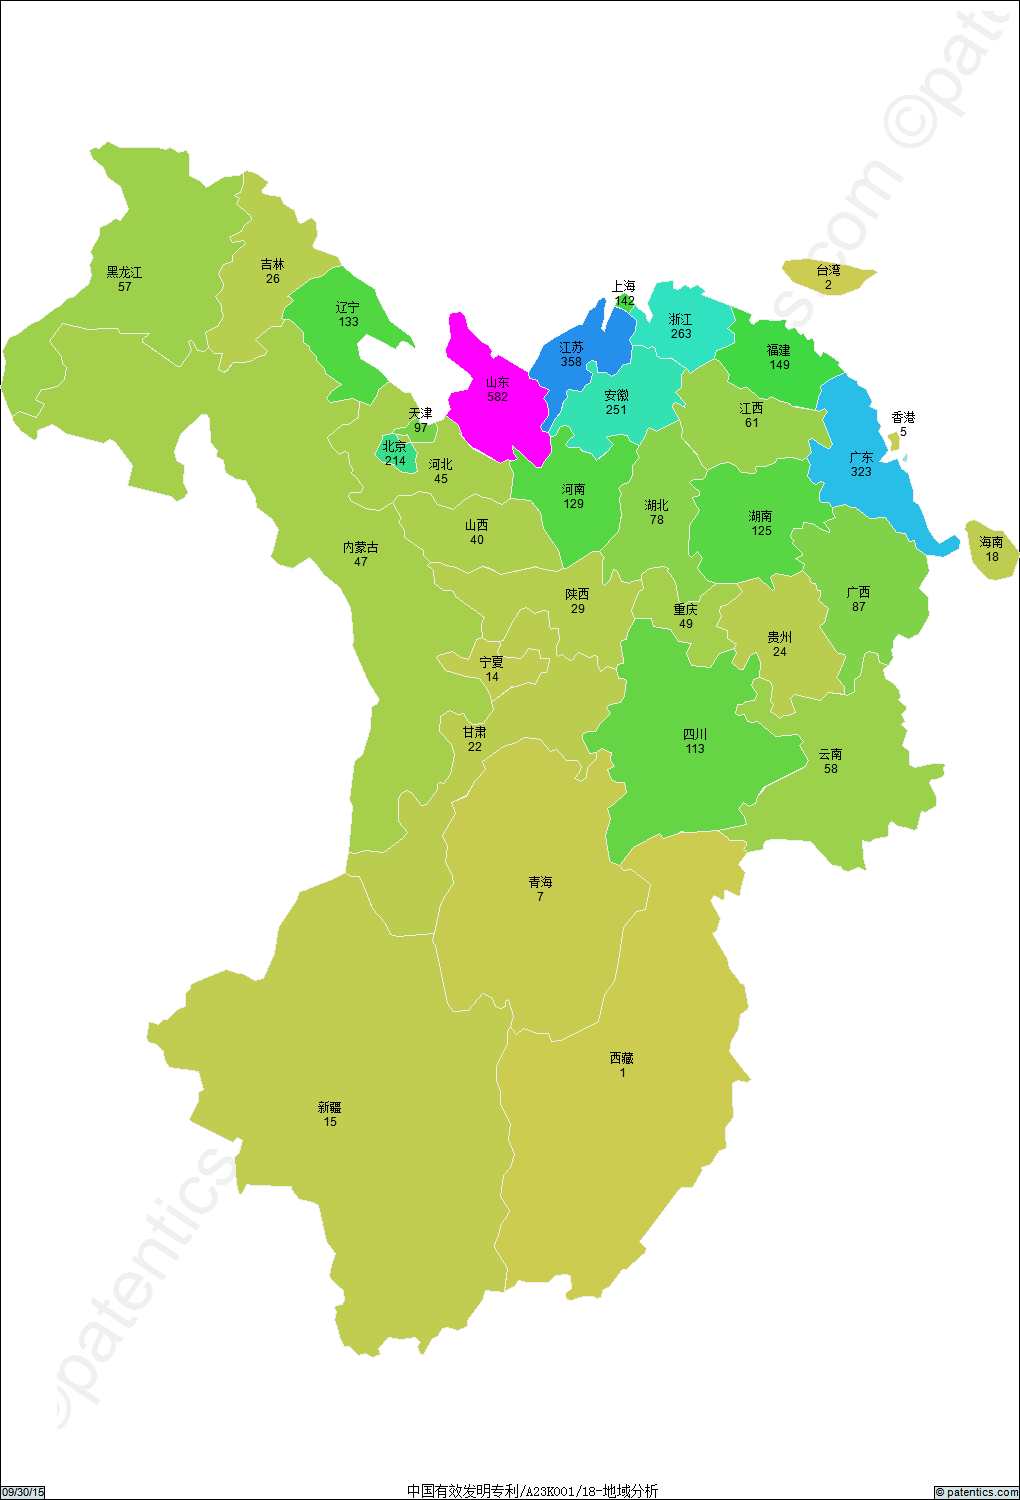 ©patentics.com ©patentics
黑龙江
57
吉林
26
辽宁
133
上海
142
台湾
2
浙江
263
江苏
358
福建
149
山东
582
安徽
251
江西
61
天津
97
香港
5
北京
214
河北
45
广东
323
河南
129
湖北
78
湖南
125
山西
40
内蒙古
47
海南
18
陕西
29
重庆
49
广西
87
贵州
24
宁夏
14
甘肃
22
四川
113
云南
58
青海
7
西藏
1
新疆
15
©patentics
09/30/15
中国有效发明专利/A23K001/18-地域分析
© patentics.com